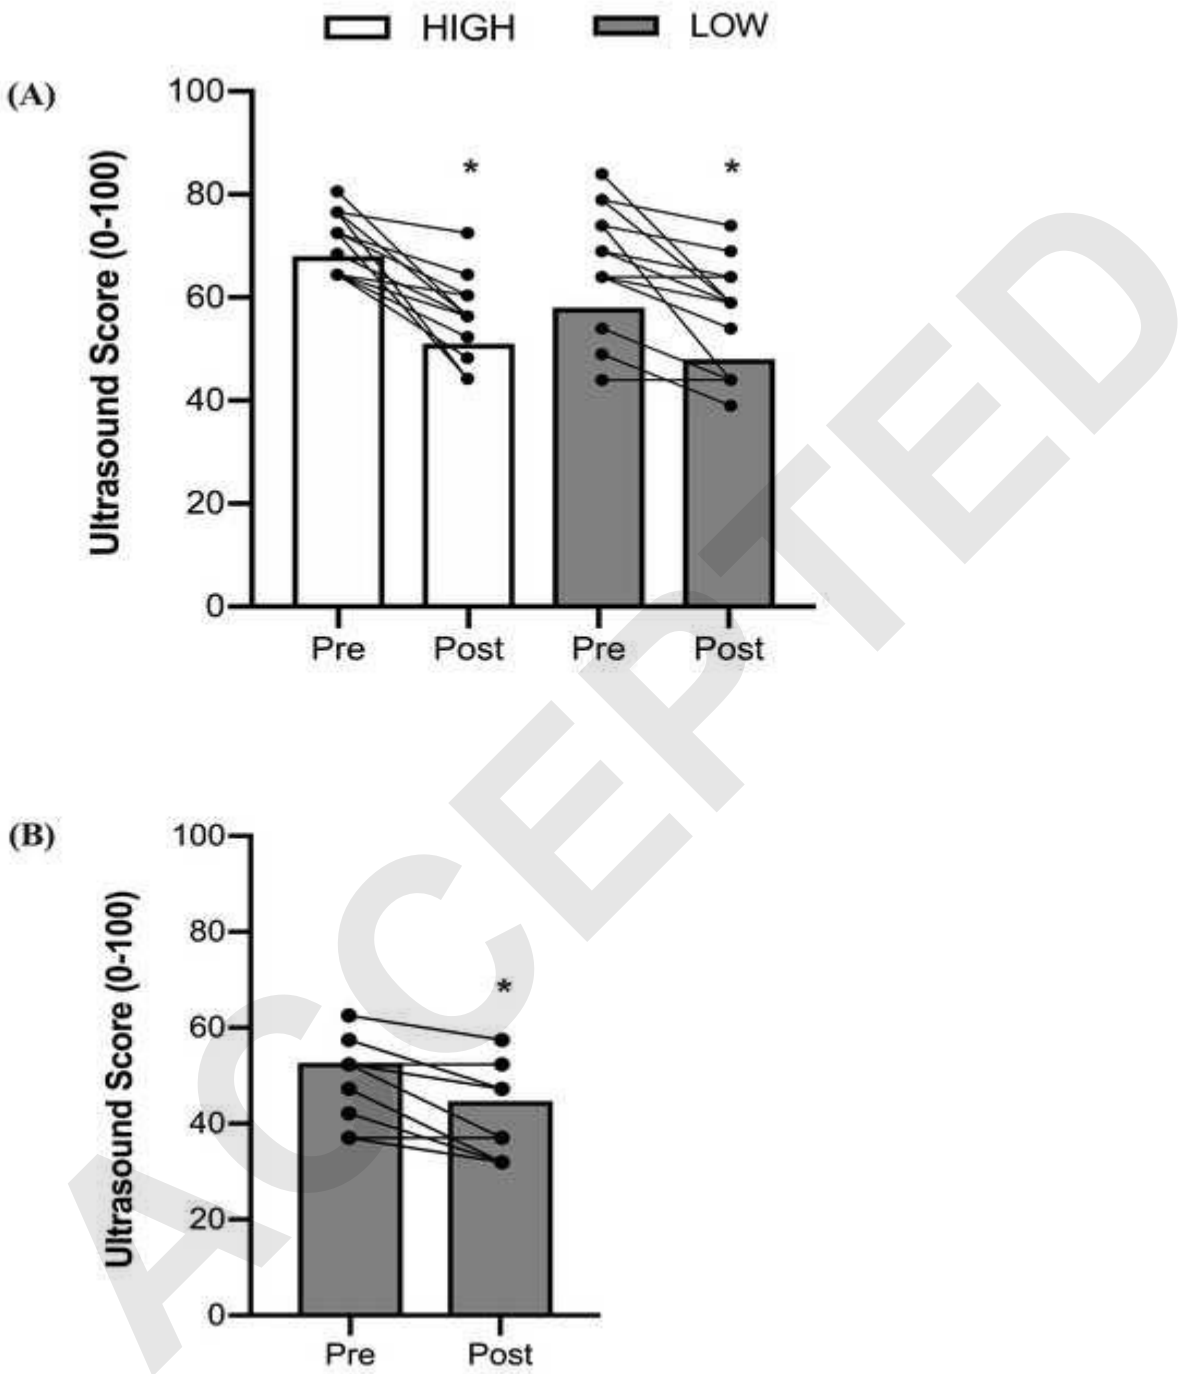 HIGH LOW
(A)
Ultrasound Score (0-100)
100
80
60
40
20
0
* *
Pre Post Pre Post
(B)
Ultrasound Score (0-100)
100
80
60
40
20
0
*
Pre Post
ACCEPTED